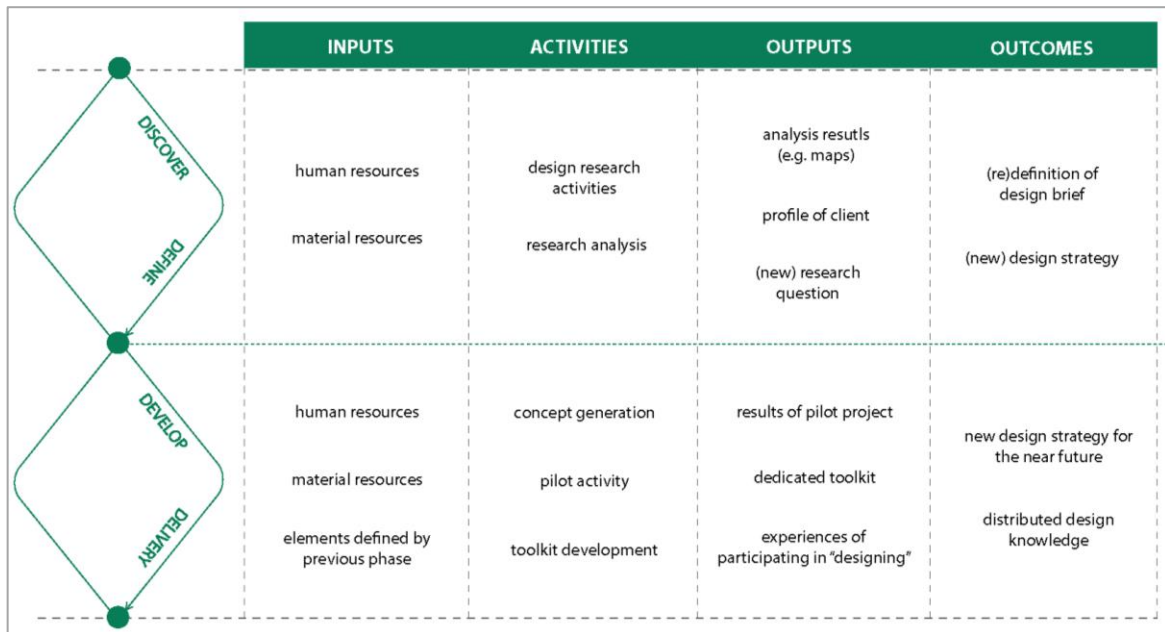 INPUTS
ACTIVITIES
OUTPUTS
OUTCOMES
DISCOVER
DEFINE
human resources
material resources
design research
activities
research analysis
analysis resutls
(e.g. maps)
profile of client
(new) research
question
(re)definition of
design brief
(new) design strategy
DEVELOP
DELIVERY
human resources
material resources
elements defined by
previous phase
concept generation
pilot activity
toolkit development
results of pilot project
dedicated toolkit
experiences of
participating in “designing”
new design strategy for
the near future
distributed design
knowledge